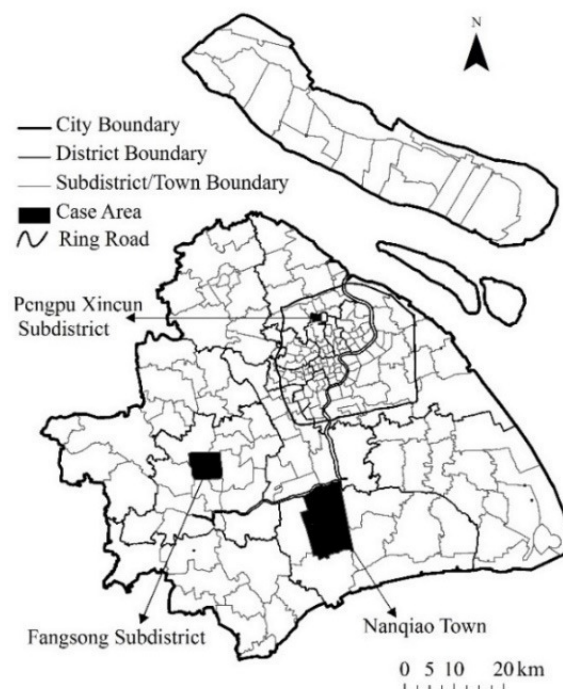 N
City Boundary
District Boundary
Subdistrict/Town Boundary
Case Area
Ring Road
Pengpu Xincun
Subdistrict
Fangsong Subdistrict
Nanqiao Town
0 5 10 20 km